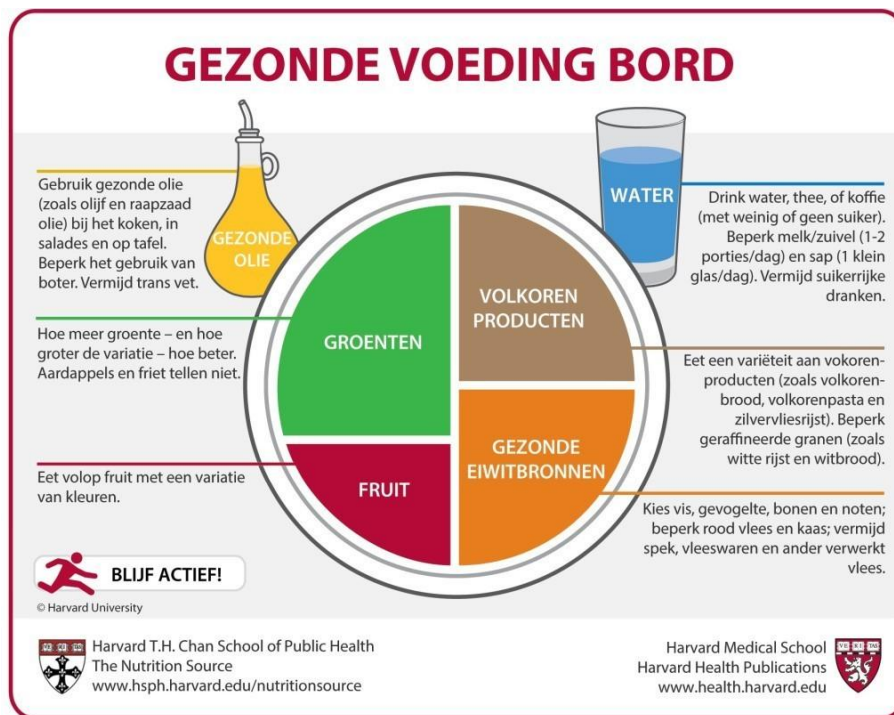 GEZONDE VOEDING BORD
Gebruik gezonde olie
(zoals olijf en raapzaad
olie) bij het koken, in
salades en op tafel.
Beperk het gebruik van
boter. Vermijd trans vet.
GEZONDE
OLIE
WATER
Drink water, thee, of koffie
(met weinig of geen suiker).
Beperk melk/zuivel (1-2
porties/dag) en sap (1 klein
glas/dag). Vermijd suikerrijke
dranken.
Hoe meer groente – en hoe
groter de variatie – hoe beter.
Aardappels en friet tellen niet.
GROENTEN
VOLKOREN
PRODUCTEN
Eet een variëteit aan vokoren-
producten (zoals volkoren-
brood, volkorenpasta en
zilvervliesrijst). Beperk
geraffineerde granen (zoals
witte rijst en witbrood).
Eet volop fruit met een variatie
van kleuren.
FRUIT
GEZONDE
EIWITBRONNEN
Kies vis, gevogelte, bonen en noten;
beperk rood vlees en kaas; vermijd
spek, vleeswaren en ander verwerkt
vlees.
BLIJF ACTIEF!
© Harvard University
Harvard T.H. Chan School of Public Health
The Nutrition Source
www.hsph.harvard.edu/nutritionsource
Harvard Medical School
Harvard Health Publications
www.health.harvard.edu